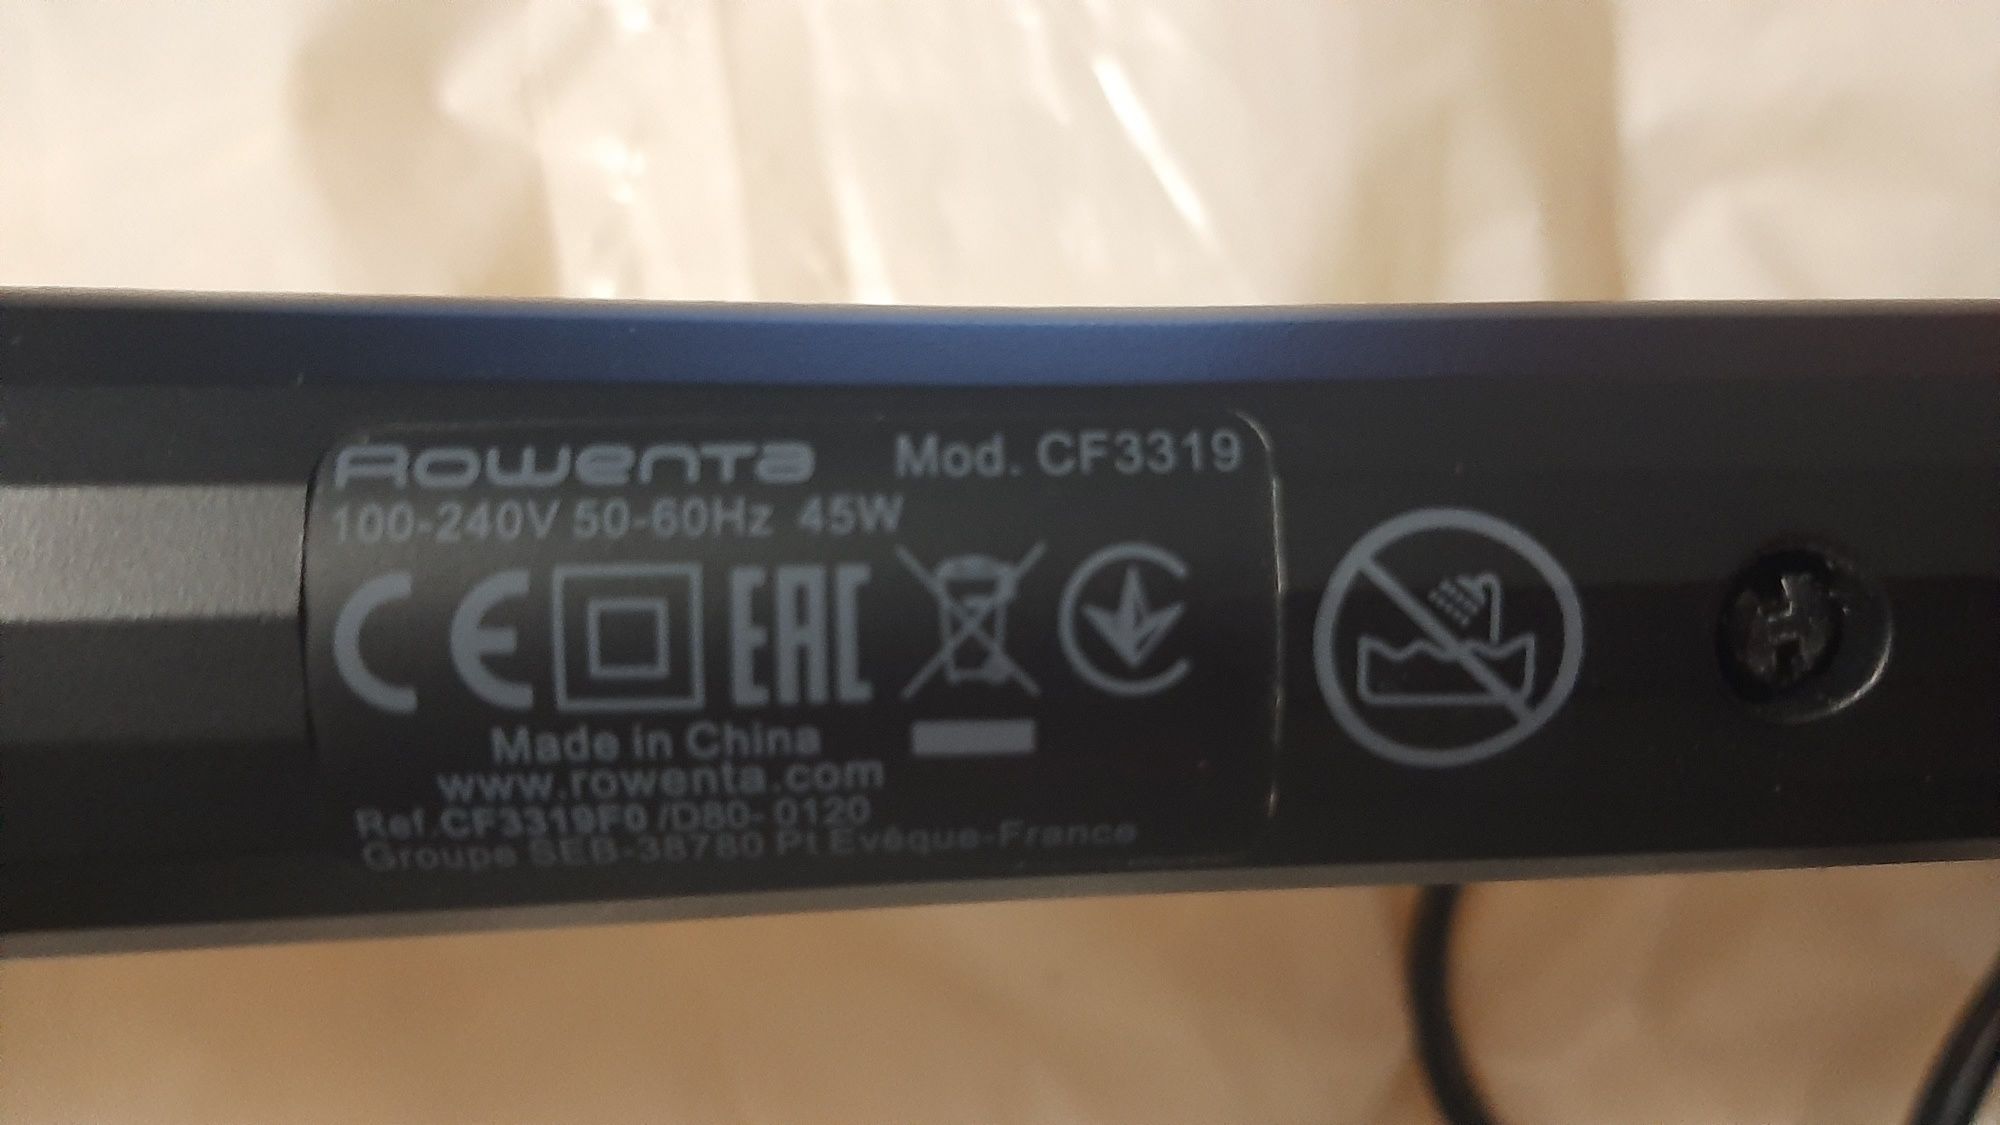 Rowenta Mod. CF3319
100-240V 50-60Hz 45W
CE EAC
Made in China
www.rowenta.com
Ref.CF3319F0 /D80- 0120
Groupe SEB-38780 Pt Evêque-France